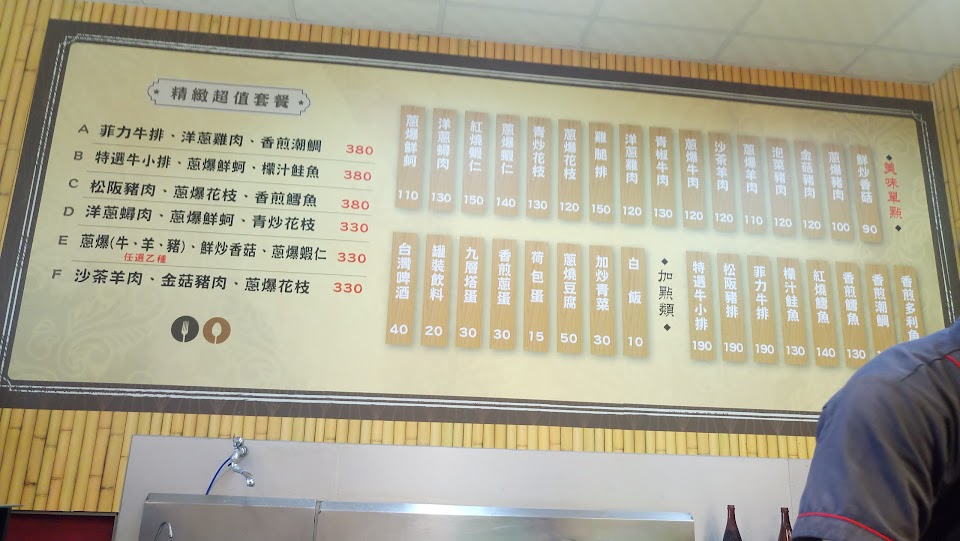 精緻超值套餐
A 菲力牛排、洋蔥雞肉、香煎潮鯛 380
B 特選牛小排、蔥爆鮮蚵、檬汁鮭魚 380
C 松阪豬肉、蔥爆花枝、香煎鱈魚 380
D 洋蔥蟳肉、蔥爆鮮蚵、青炒花枝 330
E 蔥爆(牛、羊、豬)、鮮炒香菇、蔥爆蝦仁 330
任選乙種
F 沙茶羊肉、金菇豬肉、蔥爆花枝 330
美味單點
鮮炒香菇 90
蔥爆豬肉 100
金菇豬肉 120
泡菜豬肉 120
蔥爆羊肉 110
沙茶羊肉 120
蔥爆牛肉 120
青椒牛肉 130
洋蔥雞肉 120
雞腿排 150
蔥爆花枝 120
青炒花枝 130
蔥爆蝦仁 140
紅燒蝦仁 150
洋蔥蟳肉 130
蔥爆鮮蚵 110
香煎多利魚
香煎潮鯛
香煎鱈魚 130
紅燒鱈魚 140
檬汁鮭魚 130
菲力牛排 190
松阪豬排 190
特選牛小排 190
加點類
白飯 10
加炒青菜 30
蔥燒豆腐 50
荷包蛋 15
香煎蔥蛋 30
九層塔蛋 30
罐裝飲料 20
台灣啤酒 40